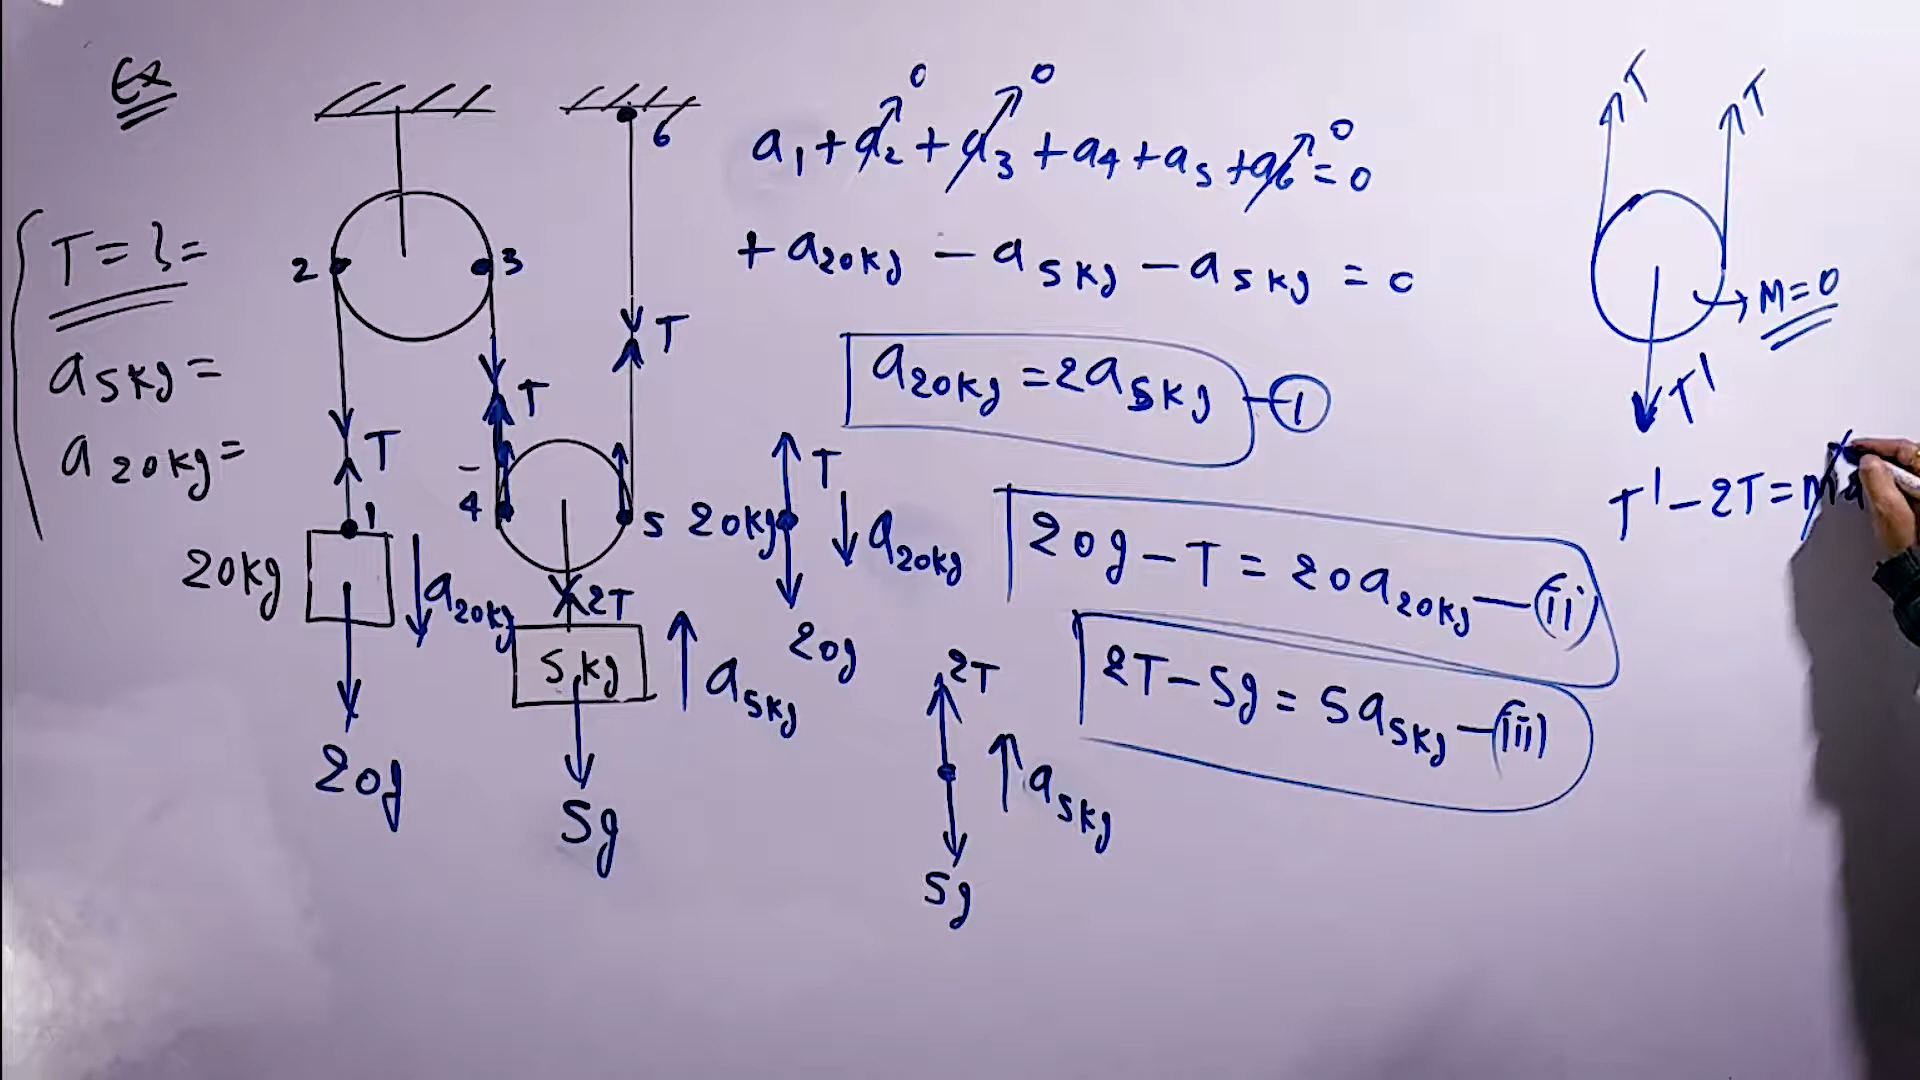 Ex
T = ? =
a5kg =
a20kg =
6
2
3
T
T
T
-
4
5
1
20kg
a20kg
2T
5kg
a5kg
20g
5g
a1 + a2 0 + a3 0 + a4 + a5 + a6 0 = 0
+ a20kg - a5kg - a5kg = 0
a20kg = 2a5kg - (i)
T
20kg
a20kg
20g
20g - T = 20a20kg - (ii)
2T
a5kg
5g
2T - 5g = 5a5kg - (iii)
T
T
M = 0
T'
T' - 2T = ma